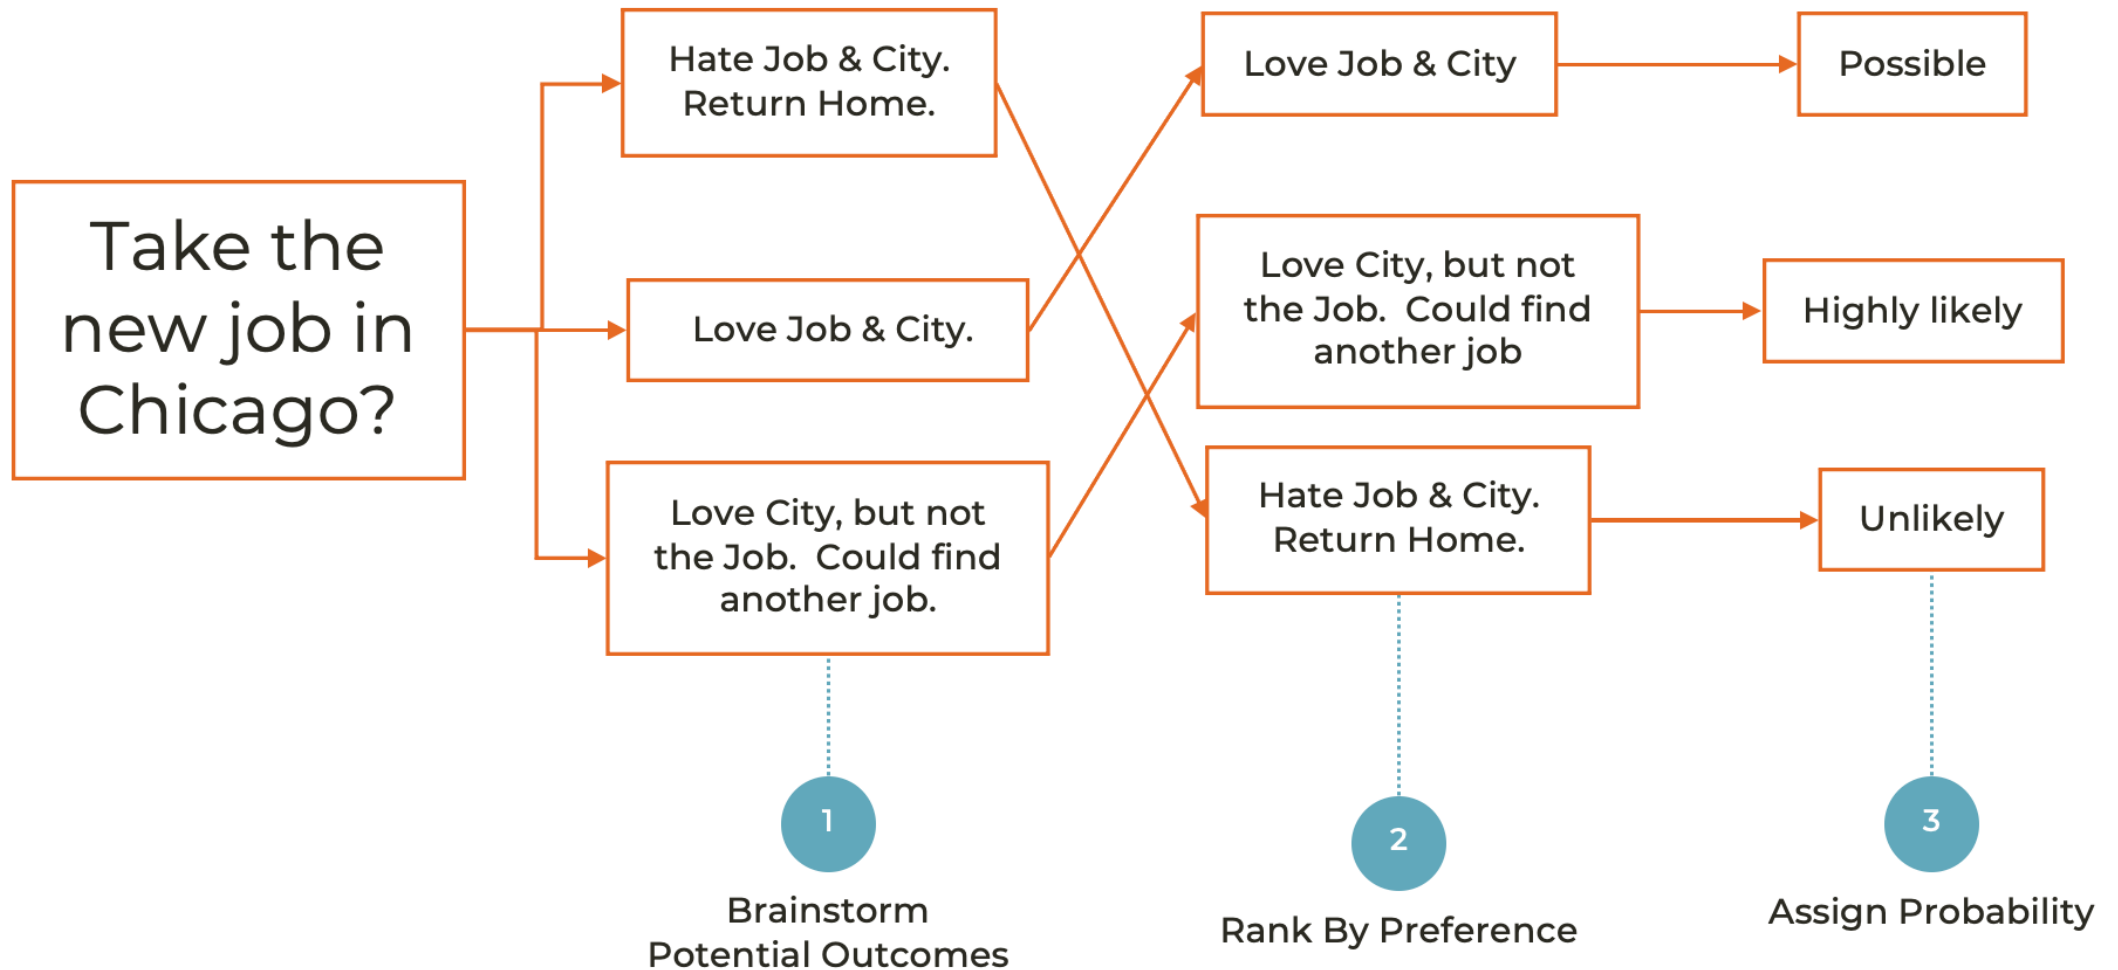 Take the
new job in
Chicago?
Hate Job & City.
Return Home.
Love Job & City.
Love City, but not
the Job.  Could find
another job.
Love Job & City
Love City, but not
the Job.  Could find
another job
Hate Job & City.
Return Home.
Possible
Highly likely
Unlikely
1
Brainstorm
Potential Outcomes
2
Rank By Preference
3
Assign Probability